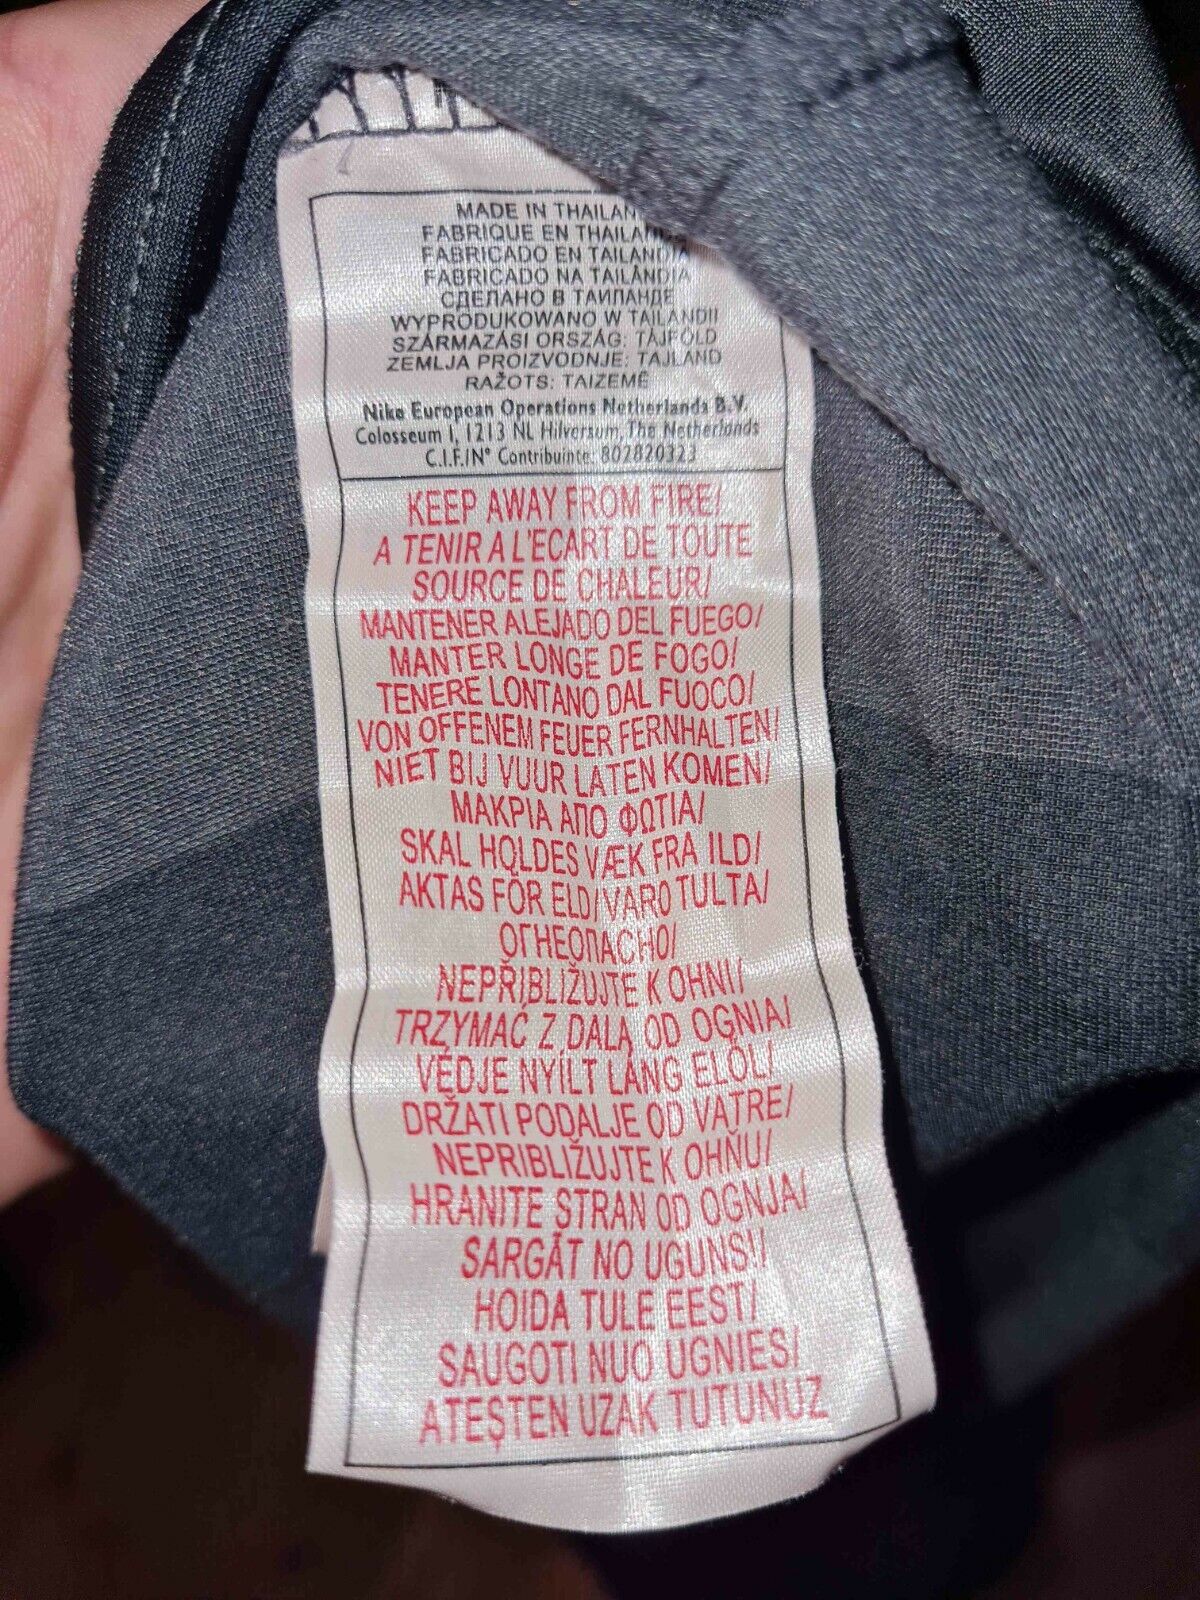 MADE IN THAILAN
FABRIQUE EN THAILAN
FABRICADO EN TAILANDIA
FABRICADO NA TAILÂNDIA
СДЕЛАНО В ТАИЛАНДЕ
WYPRODUKOWANO W TAJLANDII
SZÁRMAZÁSI ORSZÁG: TÁJFÖLD
ZEMLJA PROIZVODNJE: TAJLAND
RAŽOTS: TAIZEMĒ
Nike European Operations Netherlands B.V.
Colosseum 1, 1213 NL Hilversum, The Netherlands
C.I.F./N° Contribuinte: 802820323
KEEP AWAY FROM FIRE/
A TENIR A L'ECART DE TOUTE
SOURCE DE CHALEUR/
MANTENER ALEJADO DEL FUEGO/
MANTER LONGE DE FOGO/
TENERE LONTANO DAL FUOCO/
VON OFFENEM FEUER FERNHALTEN/
NIET BIJ VUUR LATEN KOMEN/
ΜΑΚΡΙΑ ΑΠΟ ΦΩΤΙΑ/
SKAL HOLDES VÆK FRA ILD/
AKTAS FÖR ELD/VARO TULTA/
ОГНЕОПАСНО/
NEPŘIBLIŽUJTE K OHNI/
TRZYMAĆ Z DALA OD OGNIA/
VÉDJE NYÍLT LÁNG ELŐL/
DRŽATI PODALJE OD VATRE/
NEPRIBLIŽUJTE K OHŇU/
HRANITE STRAN OD OGNJA/
SARGĀT NO UGUNS!/
HOIDA TULE EEST/
SAUGOTI NUO UGNIES/
ATEŞTEN UZAK TUTUNUZ